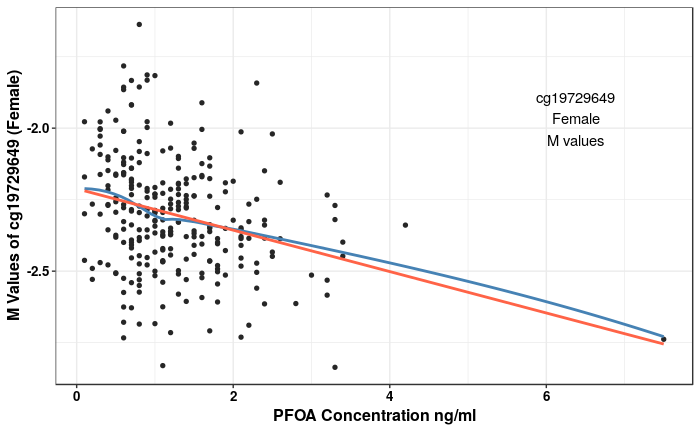 cg19729649
Female
M values
M Values of cg19729649 (Female)
-2.0
-2.5
0 2 4 6
PFOA Concentration ng/ml